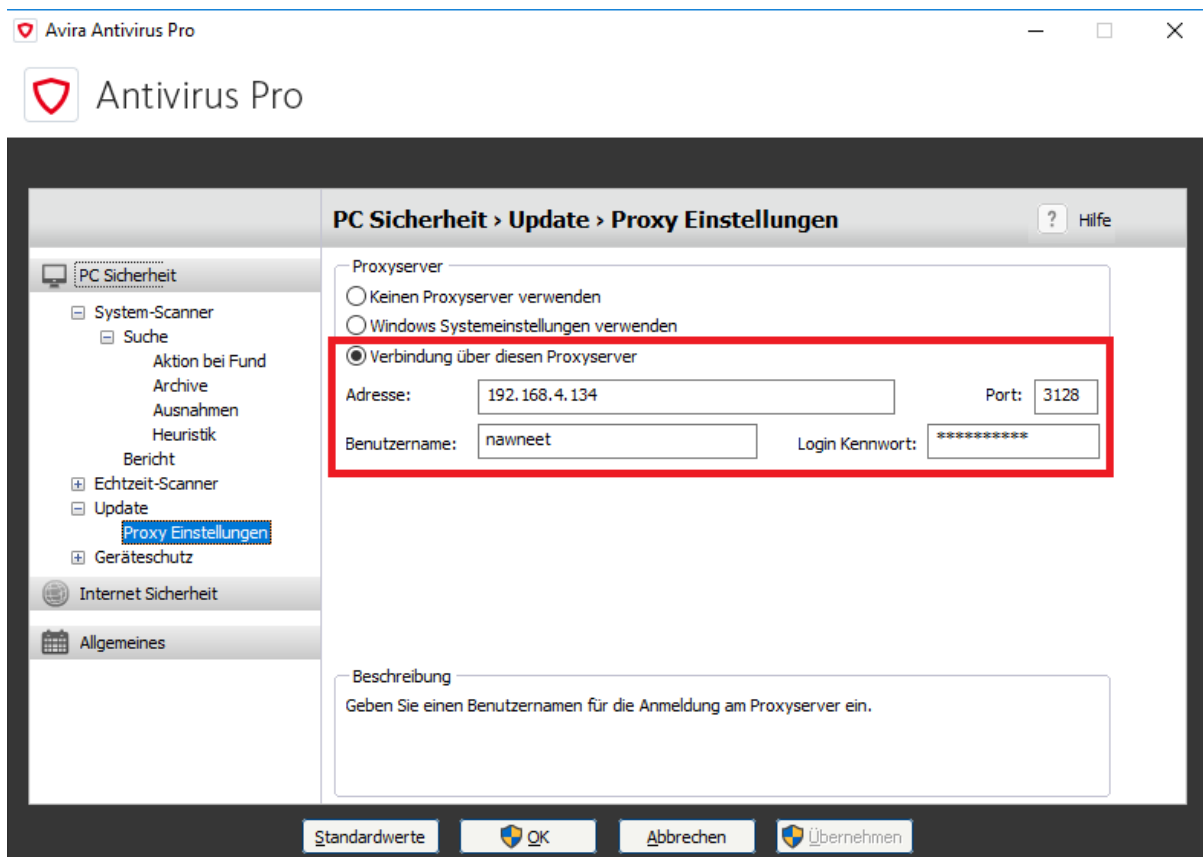 Avira Antivirus Pro
Antivirus Pro
PC Sicherheit › Update › Proxy Einstellungen
? Hilfe
PC Sicherheit
System-Scanner
Suche
Aktion bei Fund
Archive
Ausnahmen
Heuristik
Bericht
Echtzeit-Scanner
Update
Proxy Einstellungen
Geräteschutz
Internet Sicherheit
Allgemeines
Proxyserver
Keinen Proxyserver verwenden
Windows Systemeinstellungen verwenden
Verbindung über diesen Proxyserver
Adresse: 192.168.4.134 Port: 3128
Benutzername: nawneet Login Kennwort: **********
Beschreibung
Geben Sie einen Benutzernamen für die Anmeldung am Proxyserver ein.
Standardwerte OK Abbrechen Übernehmen